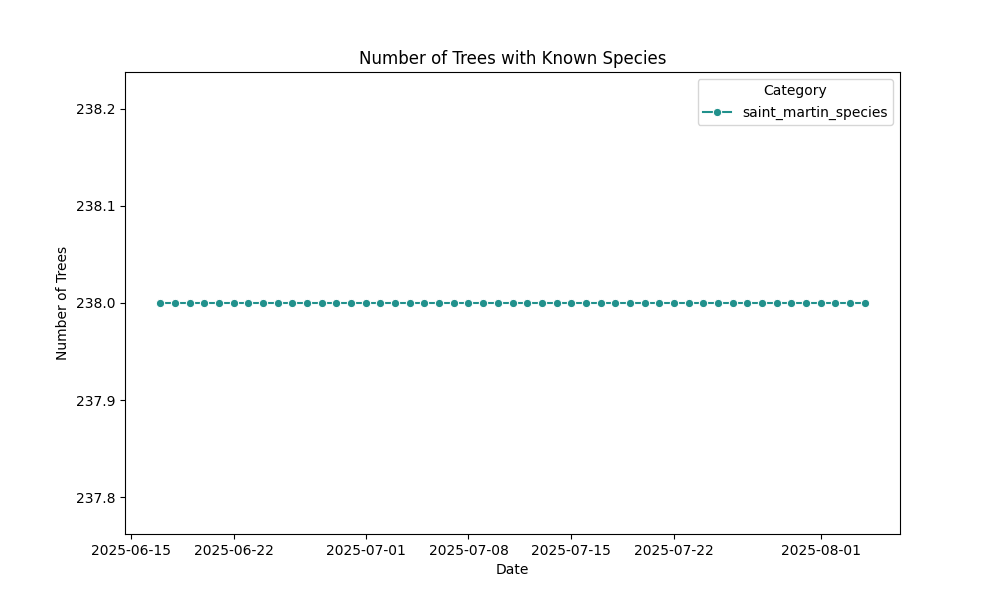 Number of Trees with Known Species
Category
saint_martin_species
238.2
238.1
238.0
237.9
237.8
Number of Trees
2025-06-15
2025-06-22
2025-07-01
2025-07-08
2025-07-15
2025-07-22
2025-08-01
Date